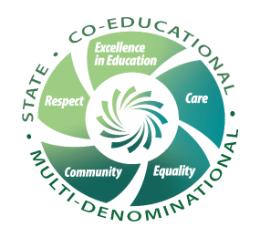 STATE • CO-EDUCATIONAL • MULTI-DENOMINATIONAL •
Excellence
in Education
Care
Equality
Community
Respect